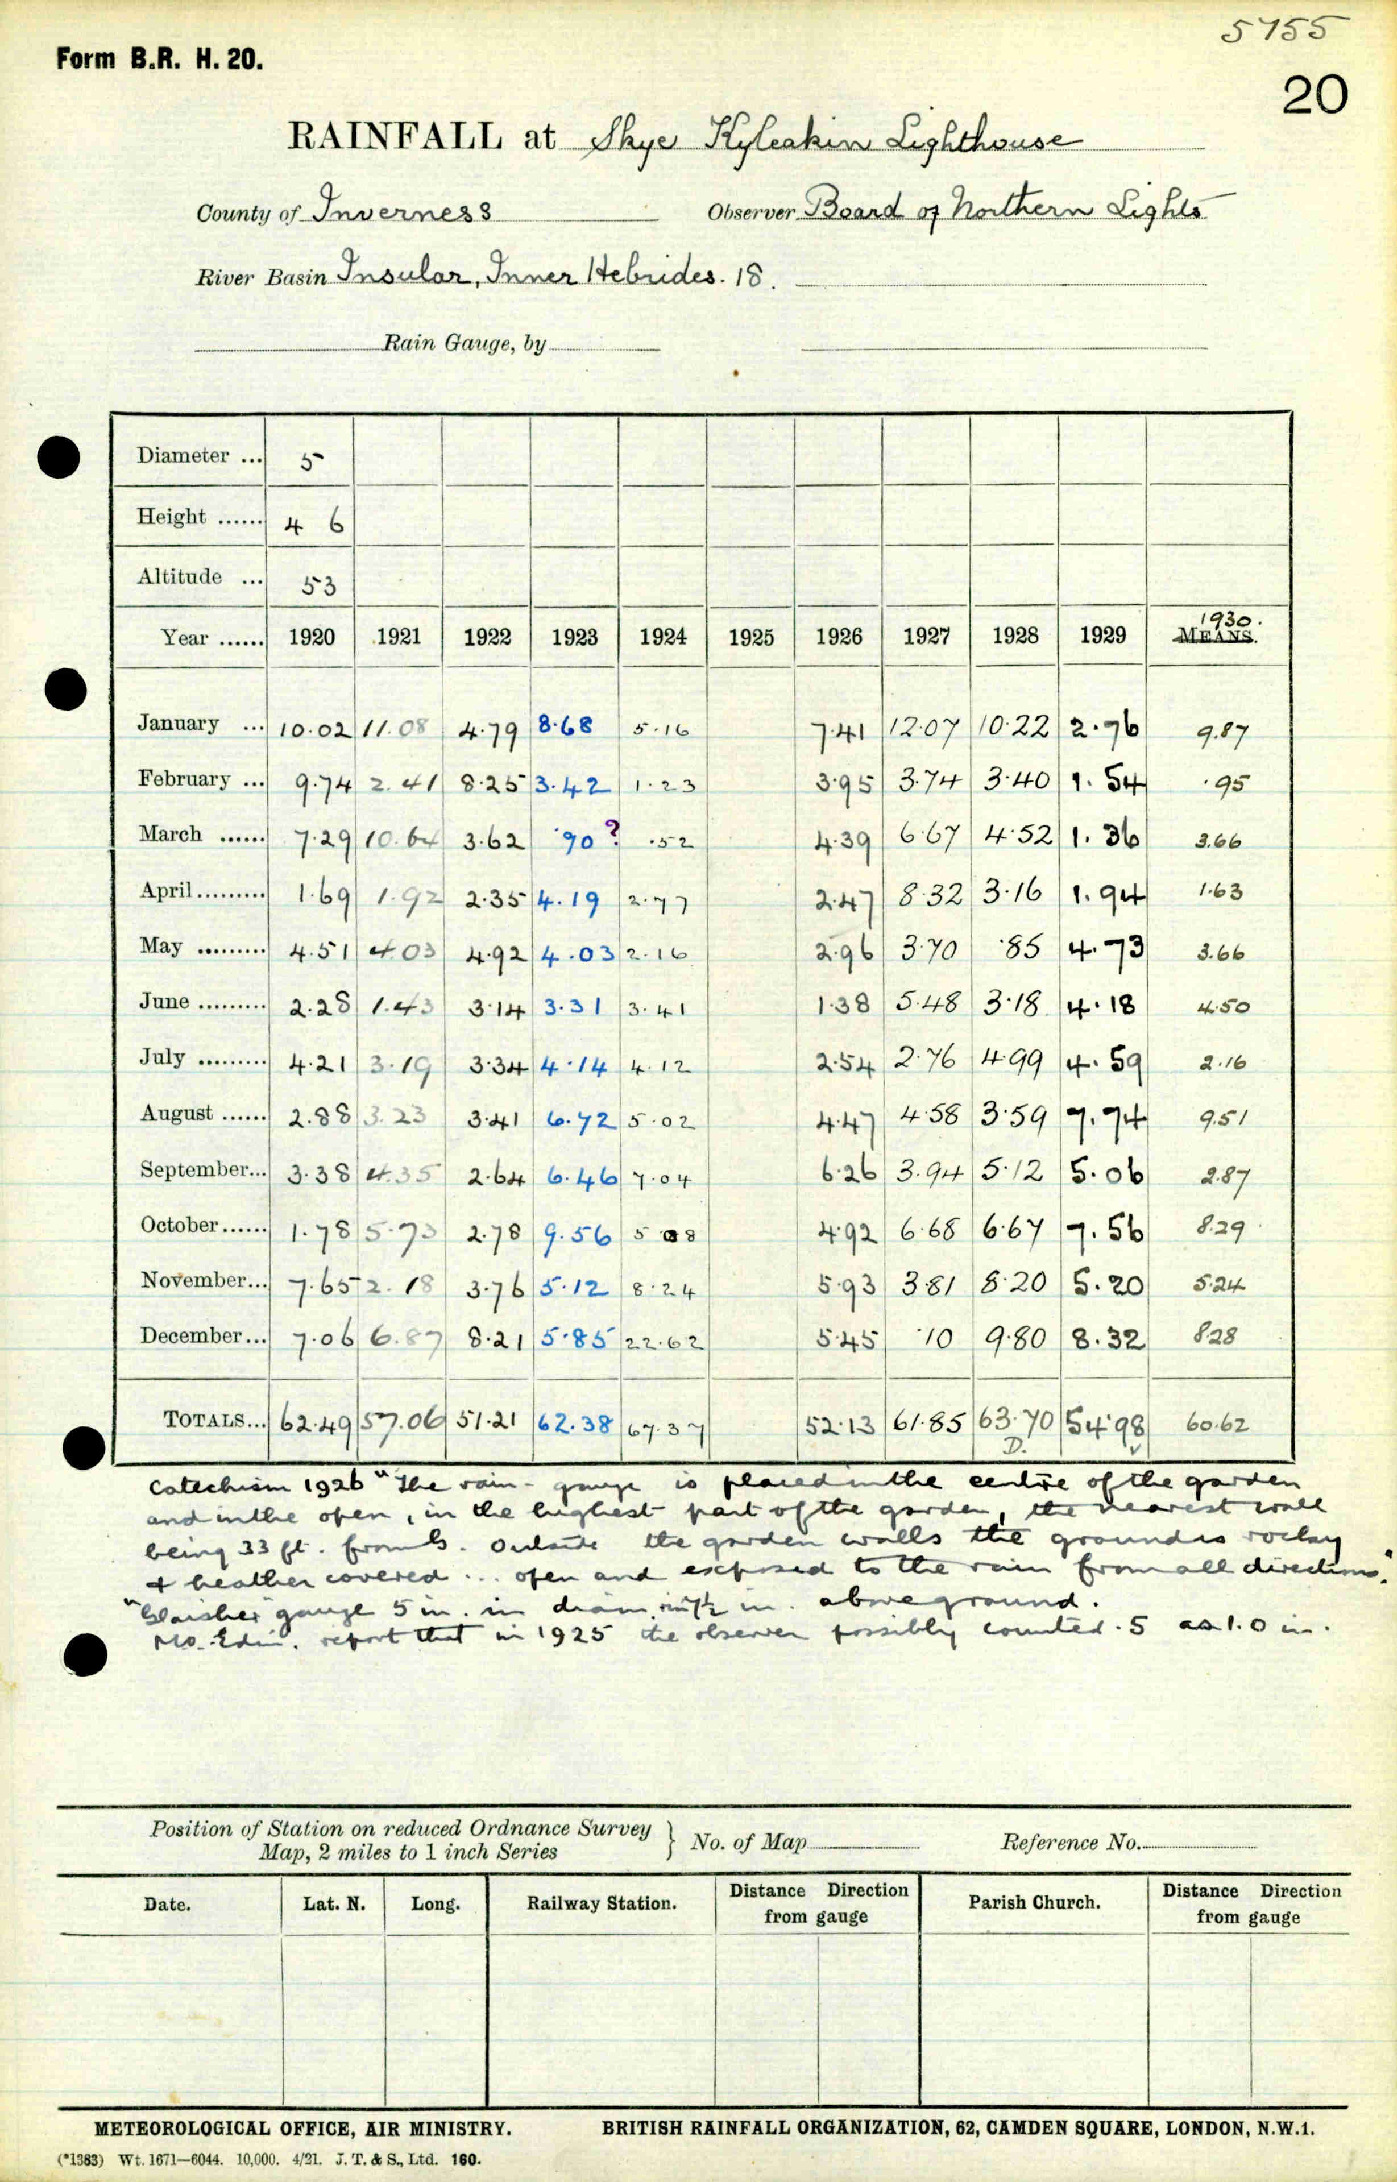 5755
Form B.R. H. 20.
20
RAINFALL at Skye Kyleakin Lighthouse
County of Inverness Observer Board of Northern Lights
River Basin Insular, Inner Hebrides. 18.
Rain Gauge, by
Diameter ... 5
Height ...... 4 6
Altitude ... 53
Year ...... 1920 1921 1922 1923 1924 1925 1926 1927 1928 1929 1930. MEANS.
January ... 10.02 11.08 4.79 8.68 5.16 7.41 12.07 10.22 2.76 9.87
February ... 9.74 2.41 8.25 3.42 1.23 3.95 3.74 3.40 1.54 .95
March ...... 7.29 10.64 3.62 .90? .52 4.39 6.67 4.52 1.36 3.66
April......... 1.69 1.92 2.35 4.19 2.77 2.47 8.32 3.16 1.94 1.63
May ......... 4.51 4.03 4.92 4.03 2.16 2.96 3.70 .85 4.73 3.66
June ......... 2.28 1.43 3.14 3.31 3.41 1.38 5.48 3.18 4.18 4.50
July ......... 4.21 3.19 3.34 4.14 4.12 2.54 2.76 4.99 4.59 2.16
August ...... 2.88 3.23 3.41 6.72 5.02 4.47 4.58 3.59 7.74 9.51
September... 3.38 4.35 2.64 6.46 7.04 6.26 3.94 5.12 5.06 2.87
October...... 1.78 5.73 2.78 9.56 5.08 4.92 6.68 6.67 7.56 8.29
November... 7.65 2.18 3.76 5.12 8.24 5.93 3.81 8.20 5.20 5.24
December... 7.06 6.87 8.21 5.85 22.62 5.45 .10 9.80 8.32 8.28
TOTALS... 62.49 57.06 51.21 62.38 67.37 52.13 61.85 63.70 54.98 60.62
D. v
Catechism 1926 "The rain-gauge is placed in the centre of the garden
and in the open, in the highest part of the garden, the nearest wall
being 33 ft. from G. Outside the garden walls the ground is rocky
& heather covered ... open and exposed to the rain from all directions."
"Glaisher gauge 5 in. in diam. in. above ground.
Mo. Edin. report that in 1925 the observer possibly counted .5 as 1.0 in.
Position of Station on reduced Ordnance Survey
Map, 2 miles to 1 inch Series } No. of Map Reference No.
Date. Lat. N. Long. Railway Station. Distance Direction from gauge Parish Church. Distance Direction from gauge
METEOROLOGICAL OFFICE, AIR MINISTRY. BRITISH RAINFALL ORGANIZATION, 62, CAMDEN SQUARE, LONDON, N.W.1.
(*1383) Wt. 1671—6044. 10,000. 4/21. J. T. & S., Ltd. 160.